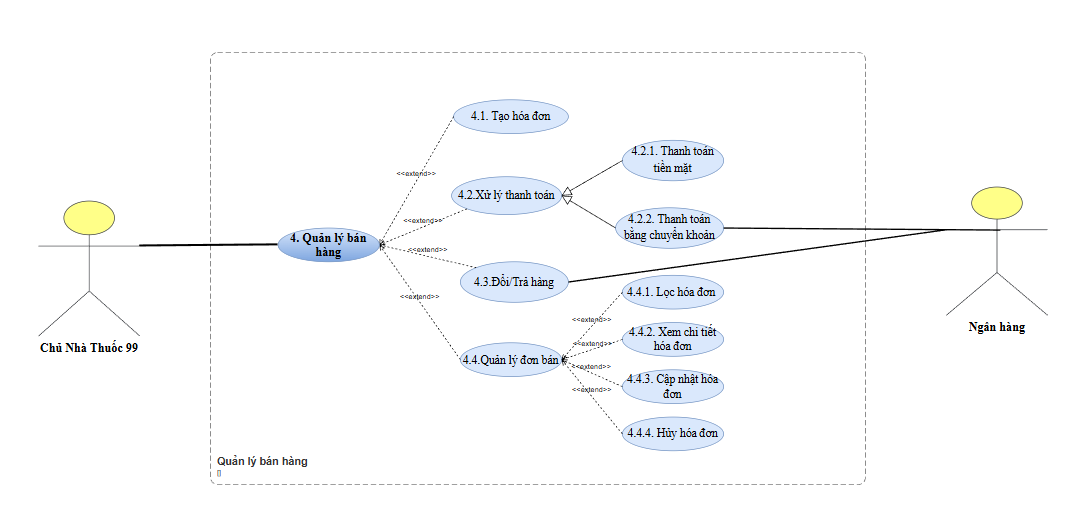 4.1. Tạo hóa đơn
4.2.1. Thanh toán
tiền mặt
<<extend>>
4.2.Xử lý thanh toán
<<extend>>
4.2.2. Thanh toán
bằng chuyển khoản
4. Quản lý bán
hàng
<<extend>>
4.3.Đổi/Trả hàng
<<extend>>
4.4.1. Lọc hóa đơn
<<extend>>
4.4.2. Xem chi tiết
hóa đơn
<<extend>>
4.4.Quản lý đơn bán
<<extend>>
4.4.3. Cập nhật hóa
đơn
<<extend>>
4.4.4. Hủy hóa đơn
Chủ Nhà Thuốc 99
Ngân hàng
Quản lý bán hàng